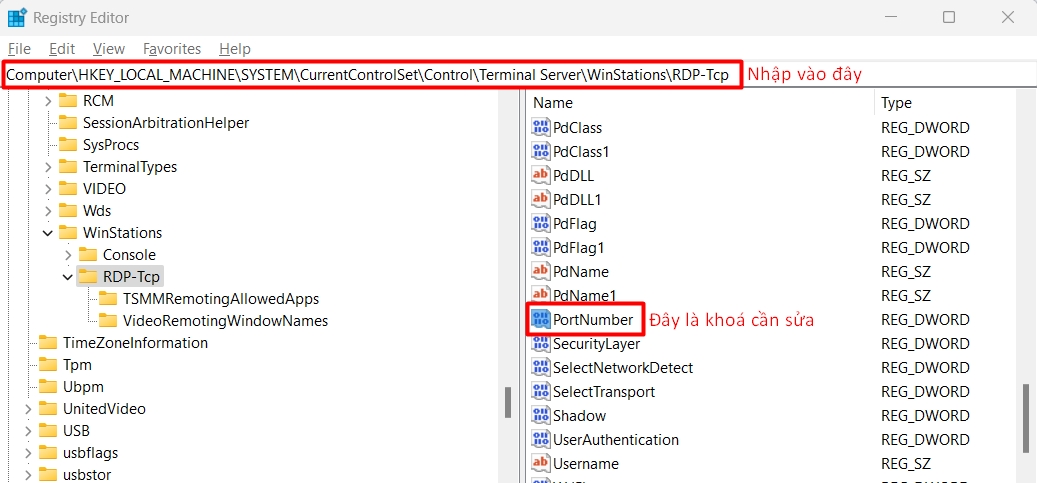 Registry Editor
File Edit View Favorites Help
Computer\HKEY_LOCAL_MACHINE\SYSTEM\CurrentControlSet\Control\Terminal Server\WinStations\RDP-Tcp Nhập vào đây
RCM
SessionArbitrationHelper
SysProcs
TerminalTypes
VIDEO
Wds
WinStations
Console
RDP-Tcp
TSMMRemotingAllowedApps
VideoRemotingWindowNames
TimeZoneInformation
Tpm
Ubpm
UnitedVideo
USB
usbflags
usbstor
Name Type
PdClass REG_DWORD
PdClass1 REG_DWORD
PdDLL REG_SZ
PdDLL1 REG_SZ
PdFlag REG_DWORD
PdFlag1 REG_DWORD
PdName REG_SZ
PdName1 REG_SZ
PortNumber Đây là khoá cần sửa REG_DWORD
SecurityLayer REG_DWORD
SelectNetworkDetect REG_DWORD
SelectTransport REG_DWORD
Shadow REG_DWORD
UserAuthentication REG_DWORD
Username REG_SZ